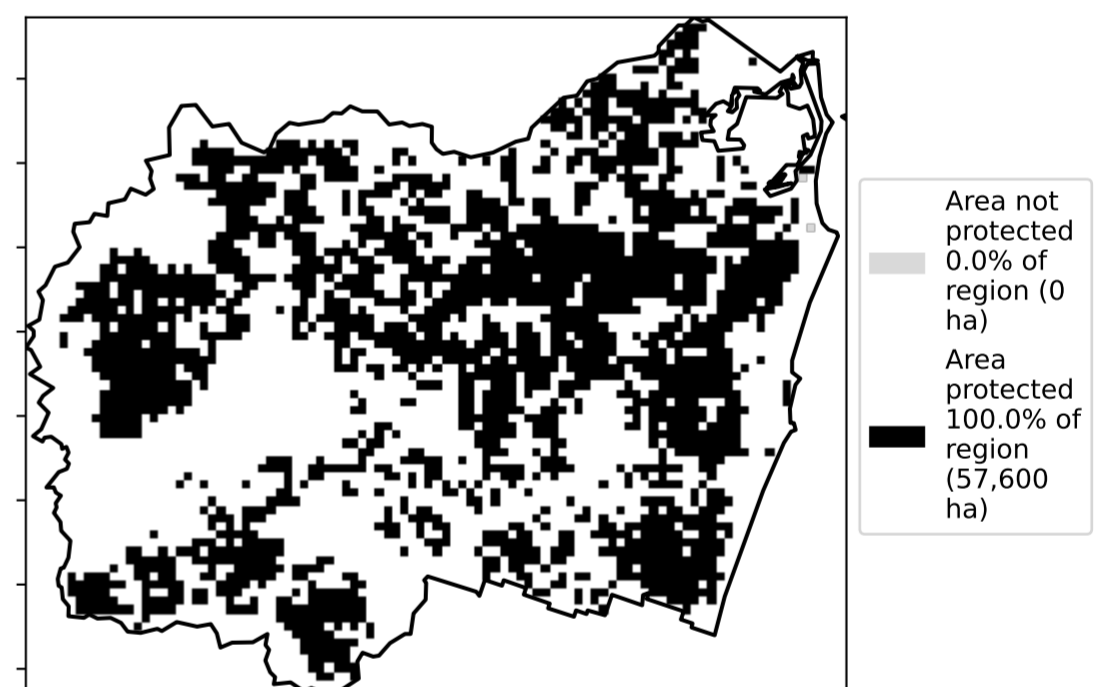 Area not
protected
0.0% of
region (0
ha)
Area
protected
100.0% of
region
(57,600
ha)